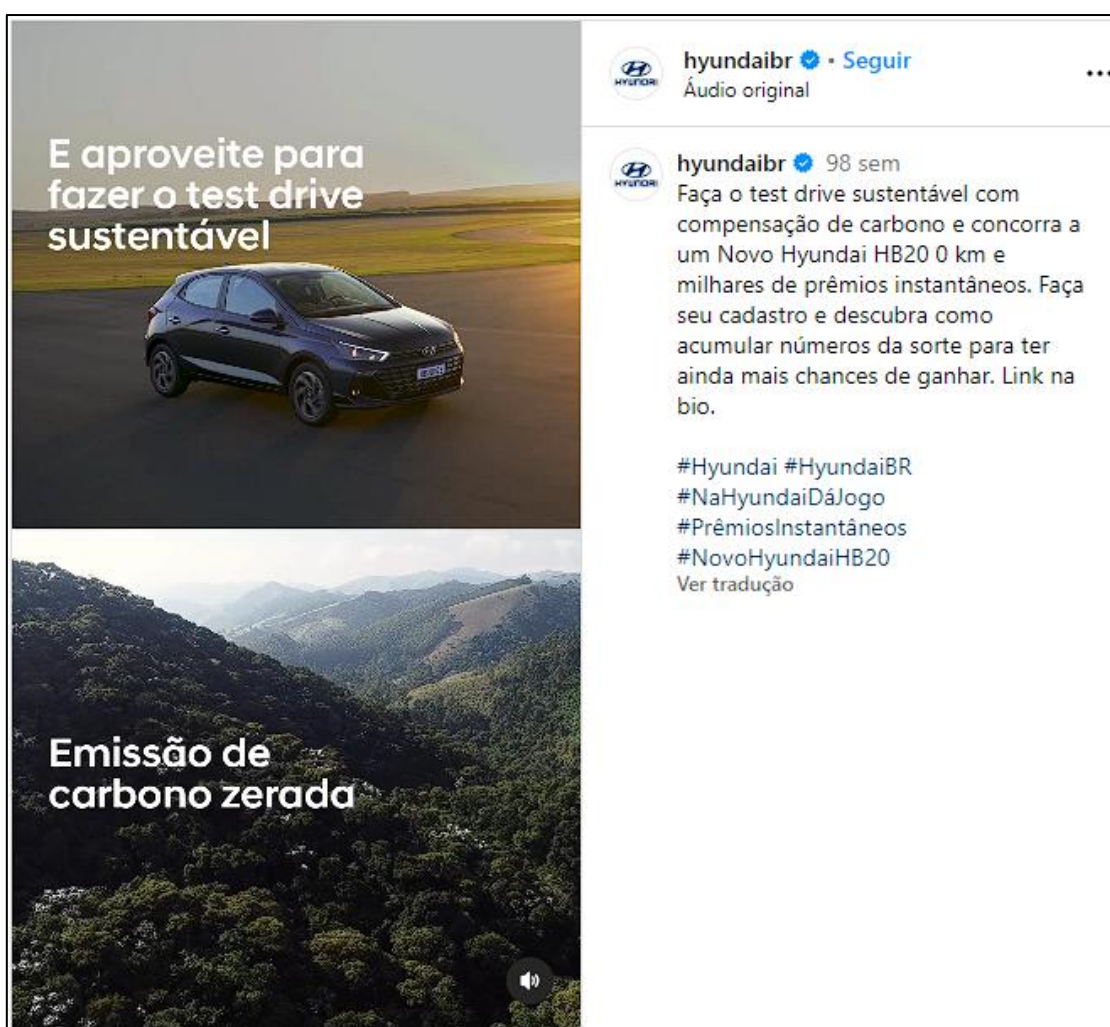 E aproveite para
fazer o test drive
sustentável
Emissão de
carbono zerada
HYUNDAI
hyundaibr • Seguir
Áudio original
HYUNDAI
hyundaibr 98 sem
Faça o test drive sustentável com
compensação de carbono e concorra a
um Novo Hyundai HB20 0 km e
milhares de prêmios instantâneos. Faça
seu cadastro e descubra como
acumular números da sorte para ter
ainda mais chances de ganhar. Link na
bio.
#Hyundai #HyundaiBR
#NaHyundaiDáJogo
#PrêmiosInstantâneos
#NovoHyundaiHB20
Ver tradução